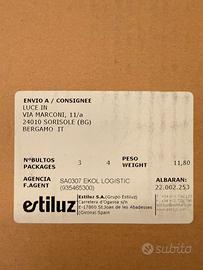 ENVIO A / CONSIGNEE
LUCE IN
VIA MARCONI, 11/a
24010 SORISOLE (BG)
BERGAMO IT
NºBULTOS 3 4 PESO 11,80
PACKAGES WEIGHT
AGENCIA SA0307 EKOL LOGISTIC ALBARAN:
F.AGENT (935465300) 22.002.253
estiluz
Estiluz S.A.(Grupo Estiluz)
Carretera d'Ogassa s/n
E-17860 St.Joan de les Abadesses
(Girona) Spain
subito